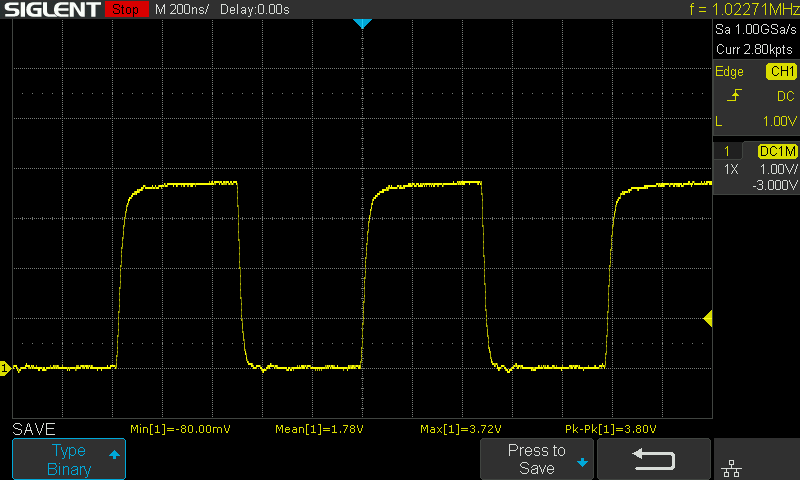 SIGLENT Stop M 200ns/ Delay:0.00s f = 1.02271MHz
Sa 1.00GSa/s
Curr 2.80kpts
Edge CH1
DC
L 1.00V
1 DC1M
1X 1.00V/
-3.000V
1
SAVE Min[1]=-80.00mV Mean[1]=1.78V Max[1]=3.72V Pk-Pk[1]=3.80V
Type
Binary
Press to
Save